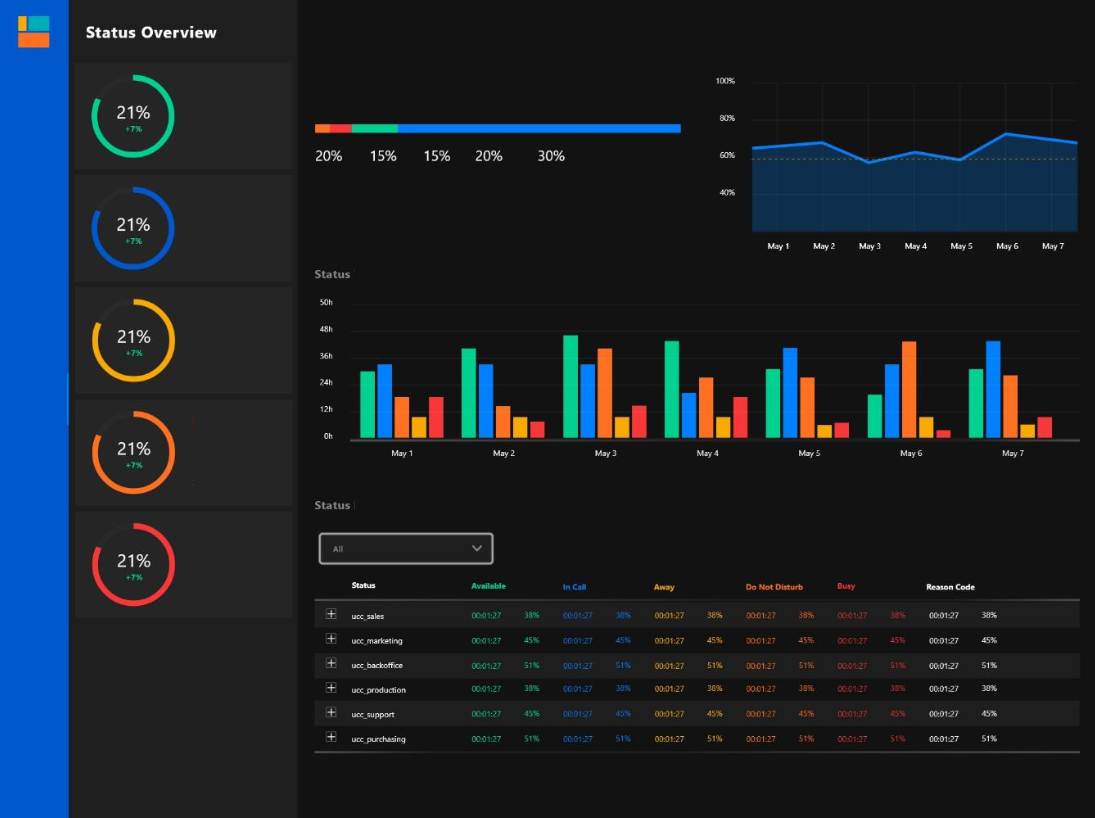 Status Overview
21%
+7%
21%
+7%
21%
+7%
21%
+7%
21%
+7%
20% 15% 15% 20% 30%
100%
80%
60%
40%
May 1 May 2 May 3 May 4 May 5 May 6 May 7
Status
50h
48h
36h
24h
12h
0h
May 1 May 2 May 3 May 4 May 5 May 6 May 7
Status
All
Status Available In Call Away Do Not Disturb Busy Reason Code
ucc_sales 00:01:27 38% 00:01:27 38% 00:01:27 38% 00:01:27 38% 00:01:27 38% 00:01:27 38%
ucc_marketing 00:01:27 45% 00:01:27 45% 00:01:27 45% 00:01:27 45% 00:01:27 45% 00:01:27 45%
ucc_backoffice 00:01:27 51% 00:01:27 51% 00:01:27 51% 00:01:27 51% 00:01:27 51% 00:01:27 51%
ucc_production 00:01:27 38% 00:01:27 38% 00:01:27 38% 00:01:27 38% 00:01:27 38% 00:01:27 38%
ucc_support 00:01:27 45% 00:01:27 45% 00:01:27 45% 00:01:27 45% 00:01:27 45% 00:01:27 45%
ucc_purchasing 00:01:27 51% 00:01:27 51% 00:01:27 51% 00:01:27 51% 00:01:27 51% 00:01:27 51%